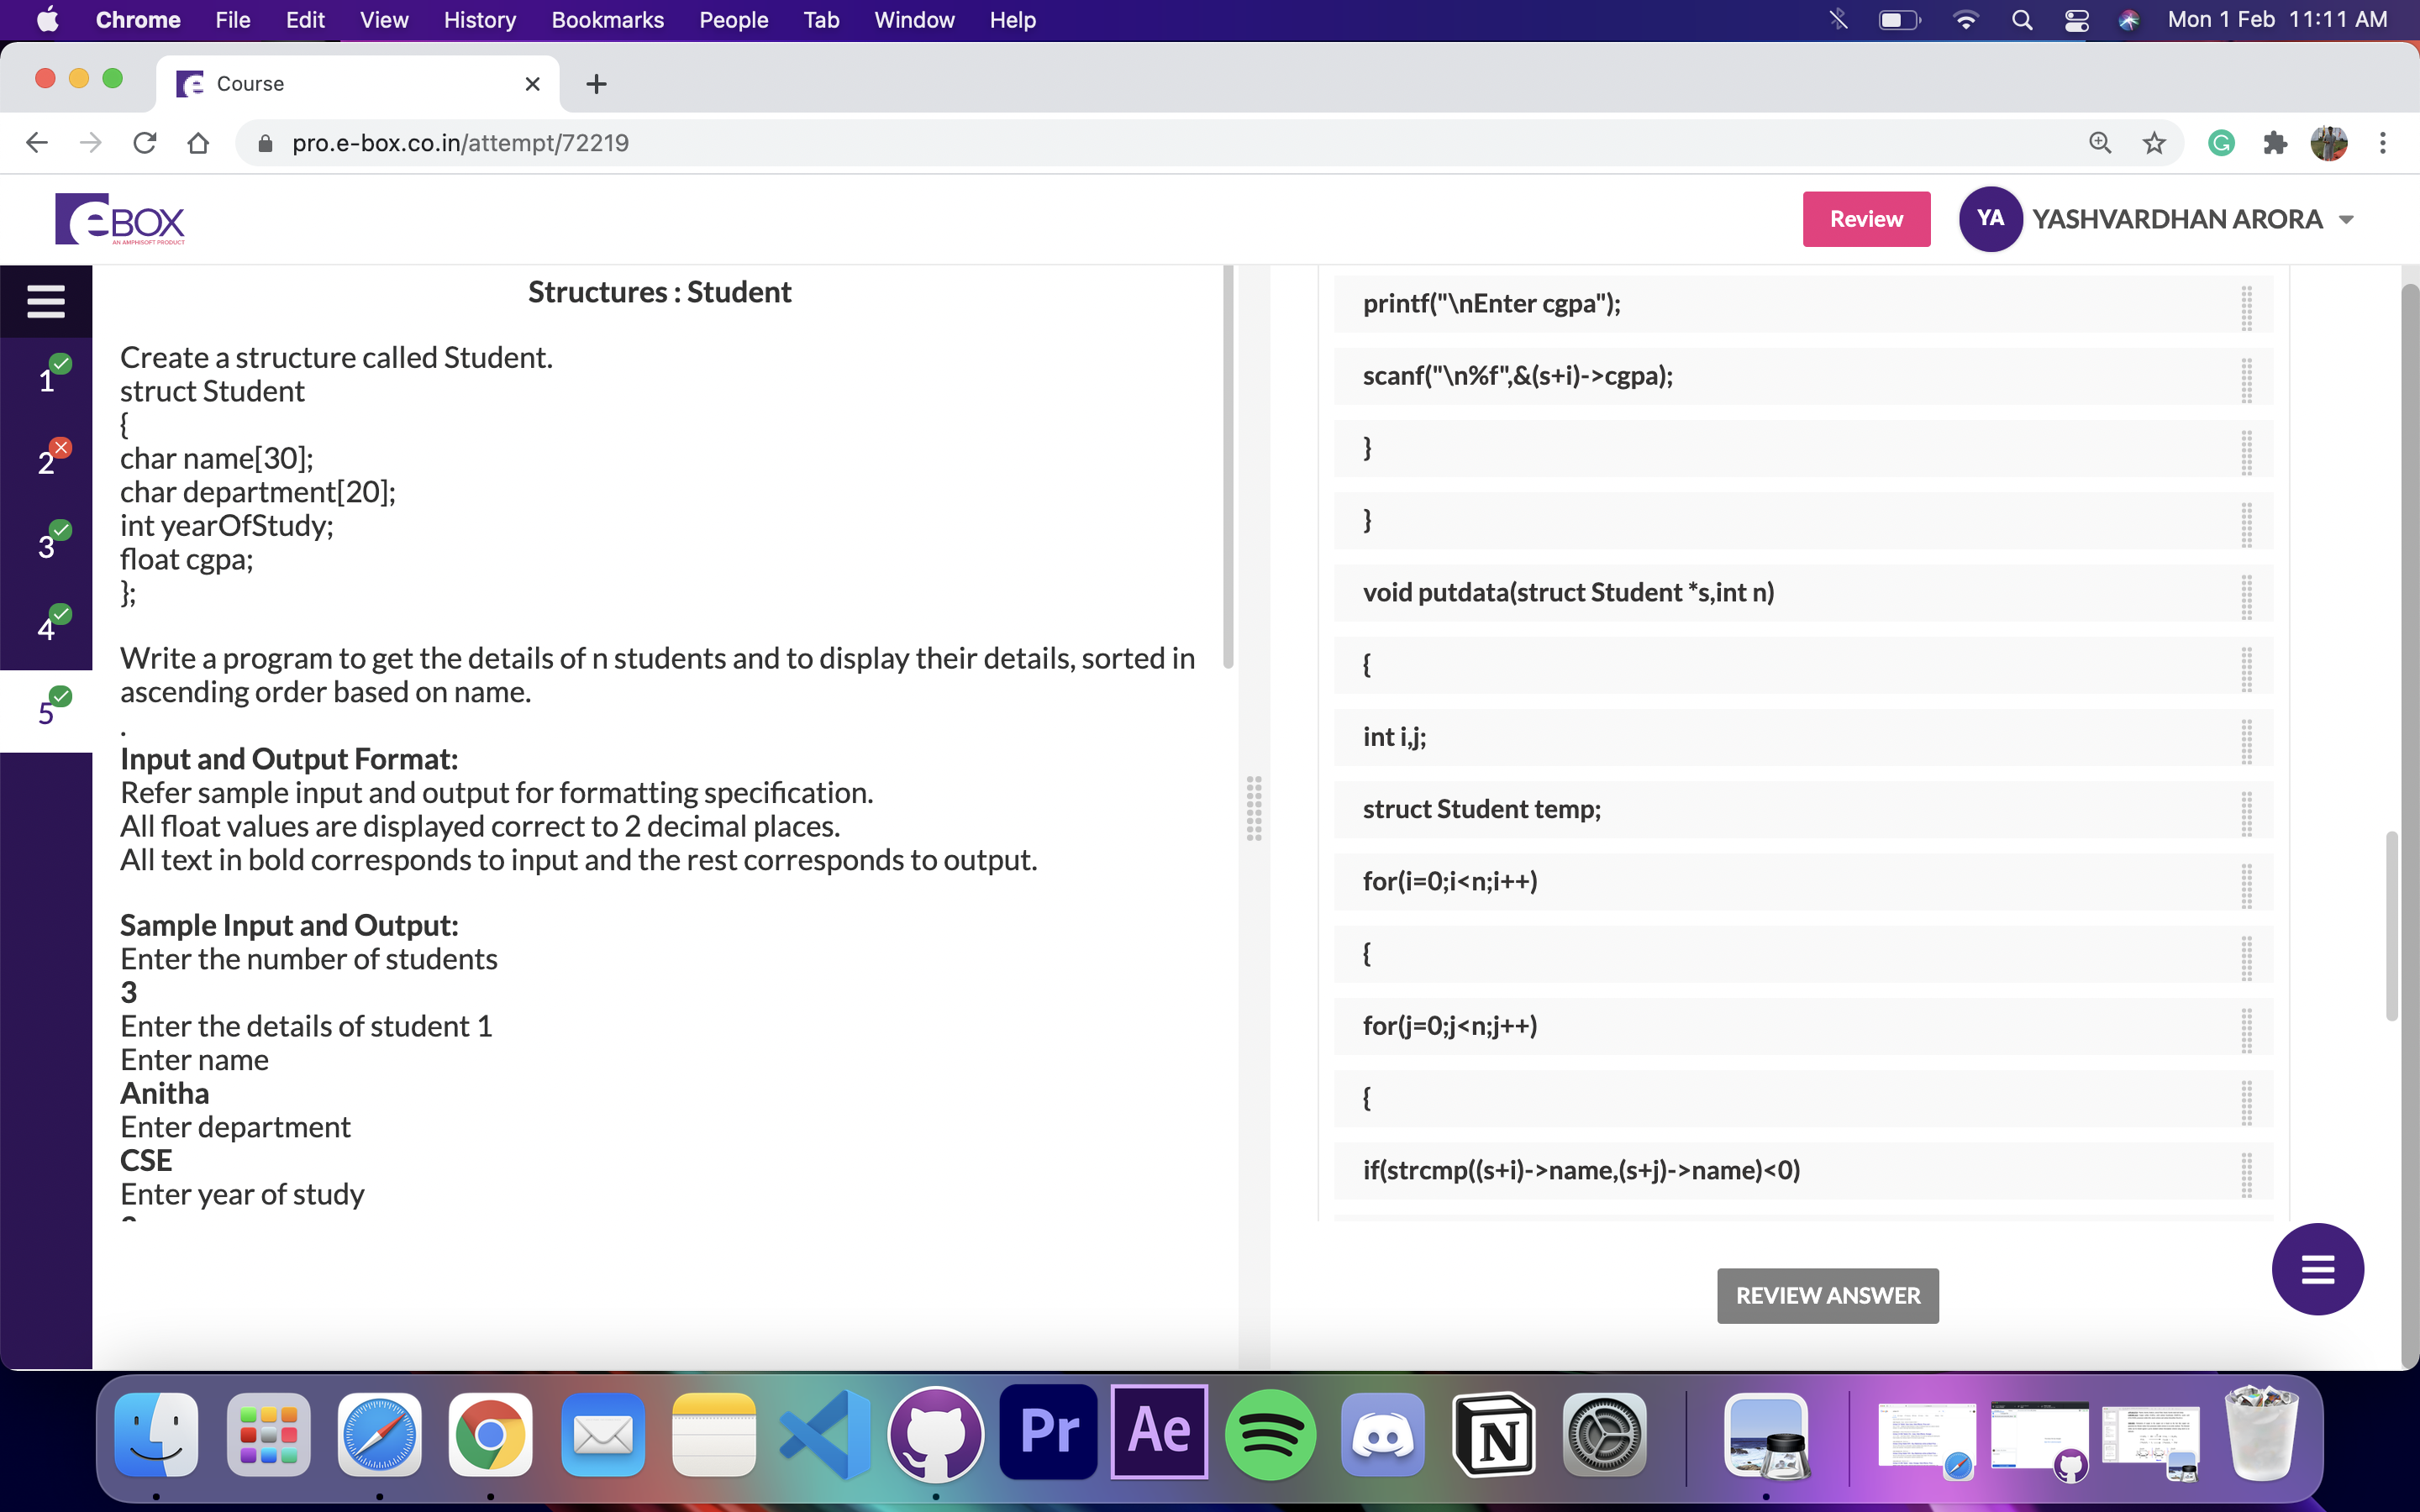 Chrome File Edit View History Bookmarks People Tab Window Help Mon 1 Feb 11:11 AM
Course
pro.e-box.co.in/attempt/72219
eBOX
AN AMPHISOFT PRODUCT
Review
YA
YASHVARDHAN ARORA
1
2
3
4
5
Structures : Student
Create a structure called Student.
struct Student
{
char name[30];
char department[20];
int yearOfStudy;
float cgpa;
};
Write a program to get the details of n students and to display their details, sorted in
ascending order based on name.
.
Input and Output Format:
Refer sample input and output for formatting specification.
All float values are displayed correct to 2 decimal places.
All text in bold corresponds to input and the rest corresponds to output.
Sample Input and Output:
Enter the number of students
3
Enter the details of student 1
Enter name
Anitha
Enter department
CSE
Enter year of study
printf("\nEnter cgpa");
scanf("\n%f",&(s+i)->cgpa);
}
}
void putdata(struct Student *s,int n)
{
int i,j;
struct Student temp;
for(i=0;i<n;i++)
{
for(j=0;j<n;j++)
{
if(strcmp((s+i)->name,(s+j)->name)<0)
REVIEW ANSWER
Pr
Ae
N